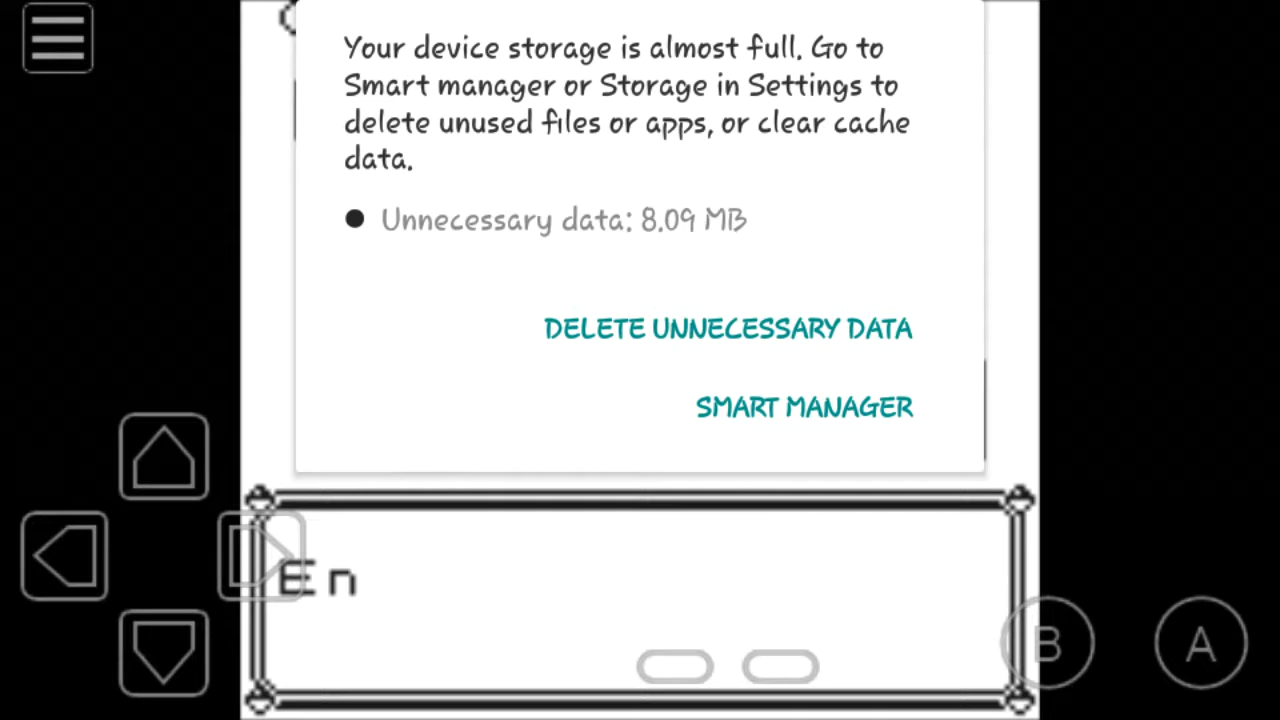 Your device storage is almost full. Go to
Smart manager or Storage in Settings to
delete unused files or apps, or clear cache
data.
Unnecessary data: 8.09 MB
DELETE UNNECESSARY DATA
SMART MANAGER
En
B
A